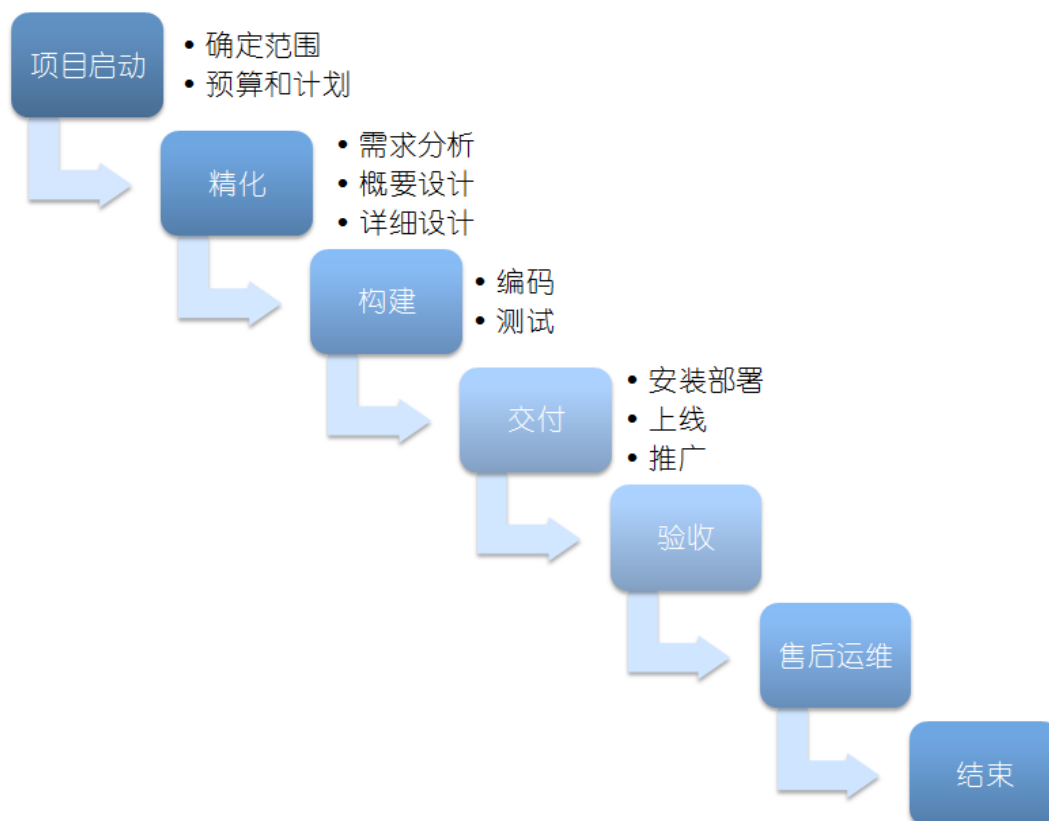 项目启动
• 确定范围
• 预算和计划
精化
• 需求分析
• 概要设计
• 详细设计
构建
• 编码
• 测试
交付
• 安装部署
• 上线
• 推广
验收
售后运维
结束